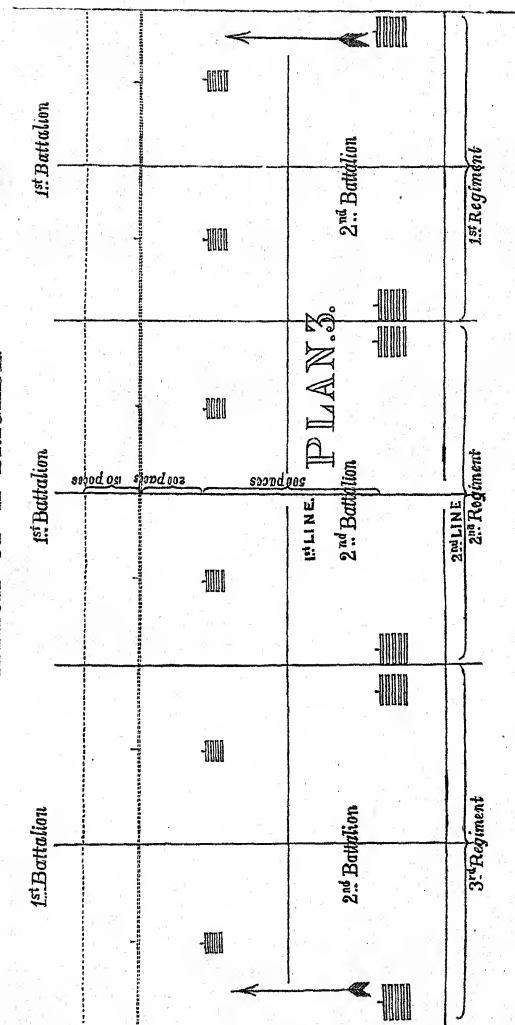 1st Battalion
1st Battalion
1st Battalion
150 paces
200 paces
500 paces
1st LINE.
PLAN.3.
2nd Battalion
2nd Battalion
2nd Battalion
2nd LINE
3rd Regiment
2nd Regiment
1st Regiment